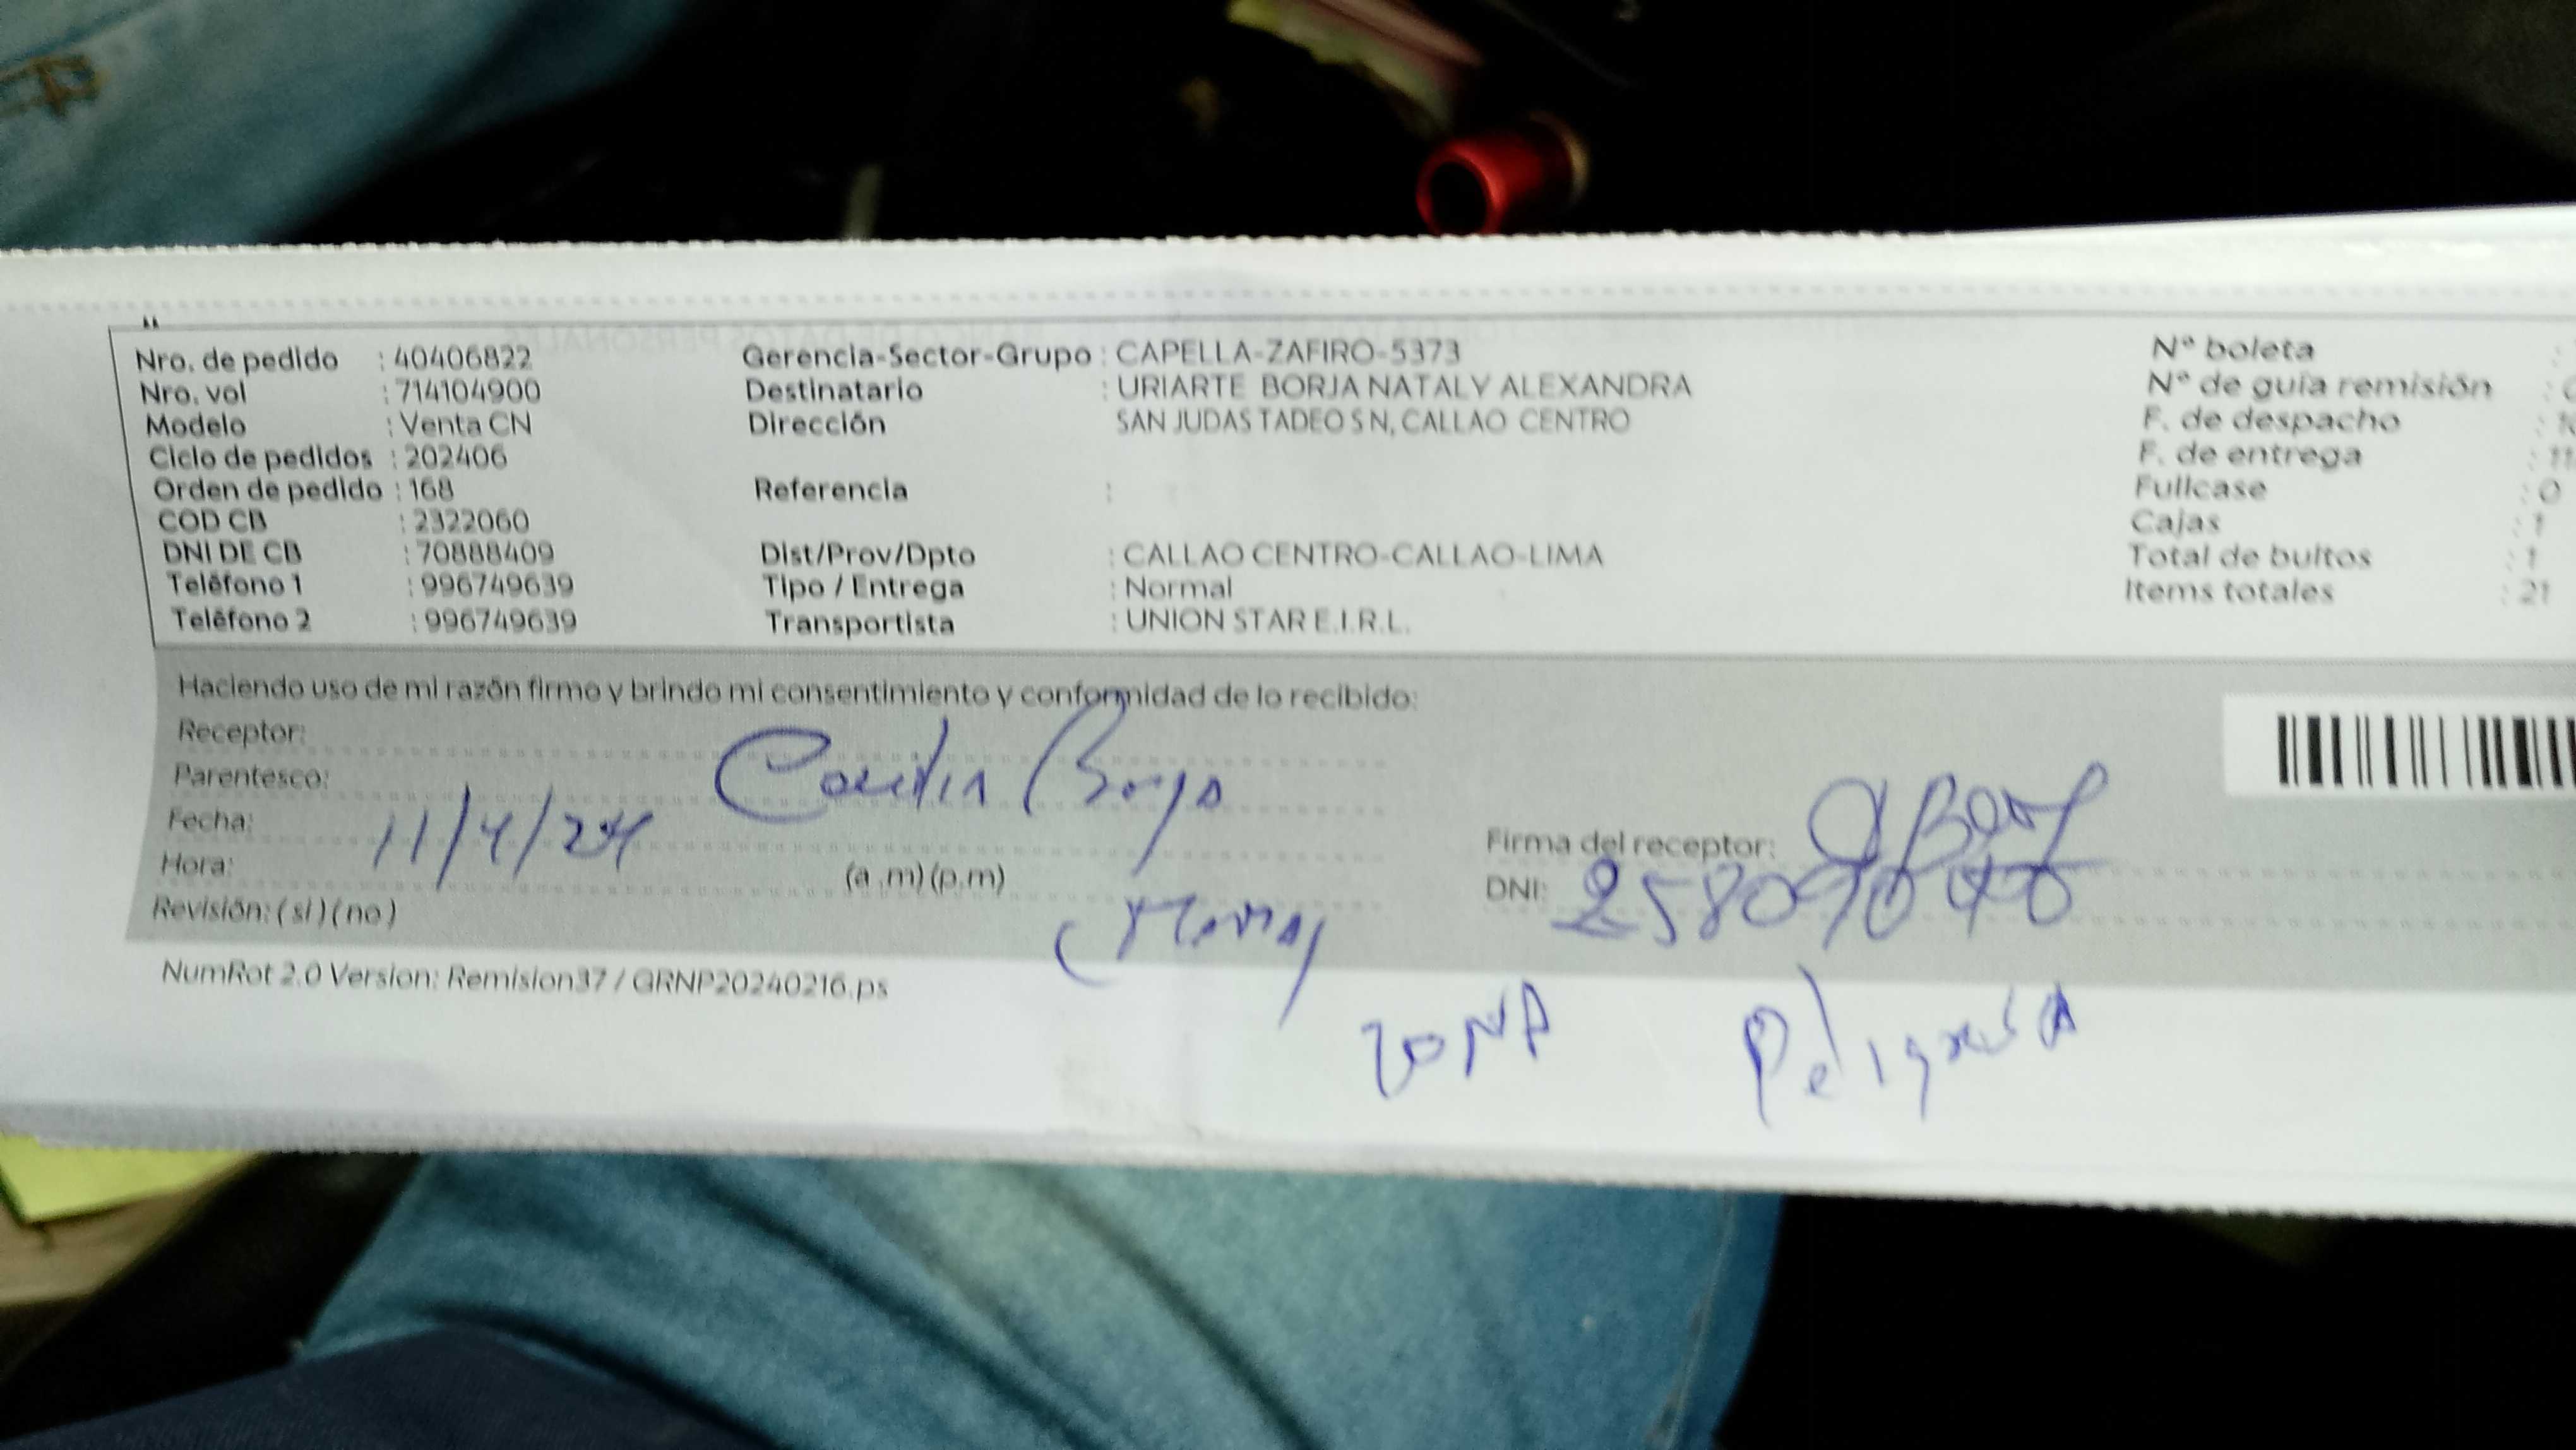 Nro. de pedido : 40406822
Nro. vol : 714104900
Modelo : Venta CN
Ciclo de pedidos : 202406
Orden de pedido : 168
COD CB : 2322060
DNI DE CB : 70888409
Teléfono 1 : 996749639
Teléfono 2 : 996749639
Gerencia-Sector-Grupo : CAPELLA-ZAFIRO-5373
Destinatario : URIARTE BORJA NATALY ALEXANDRA
Dirección SAN JUDAS TADEO S N, CALLAO CENTRO
Referencia :
Dist/Prov/Dpto : CALLAO CENTRO-CALLAO-LIMA
Tipo / Entrega : Normal
Transportista : UNION STAR E.I.R.L.
Nº boleta :
Nº de guía remisión :
F. de despacho :
F. de entrega : 11
Fullcase : 0
Cajas : 1
Total de bultos : 1
Items totales : 21
Haciendo uso de mi razón firmo y brindo mi consentimiento y conformidad de lo recibido:
Receptor:
Parentesco:
Fecha: 11/4/24
Hora: (a .m) (p.m)
Revisión: ( si ) ( no )
Firma del receptor:
DNI:
NumRot 2.0 Version: Remision37 / GRNP20240216.ps
ZONA Peligrosa